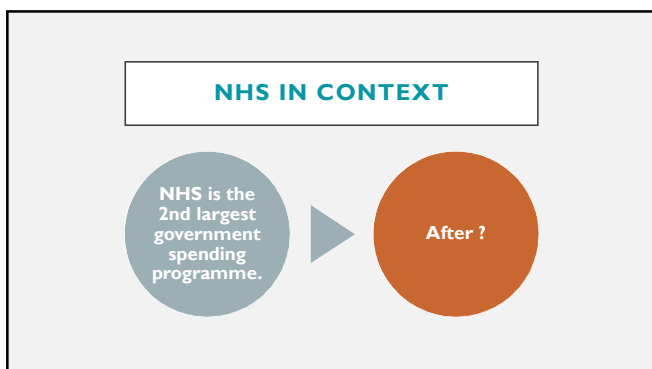 NHS IN CONTEXT
NHS is the
2nd largest
government
spending
programme.
After ?